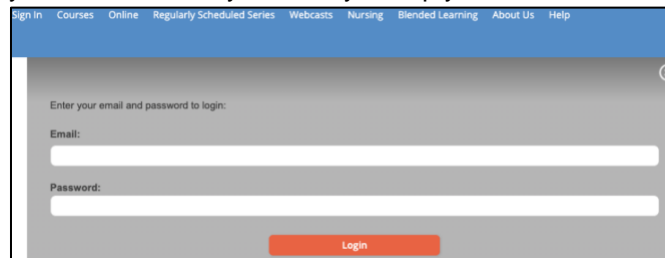 Sign In Courses Online Regularly Scheduled Series Webcasts Nursing Blended Learning About Us Help
Enter your email and password to login:
Email:
Password:
Login